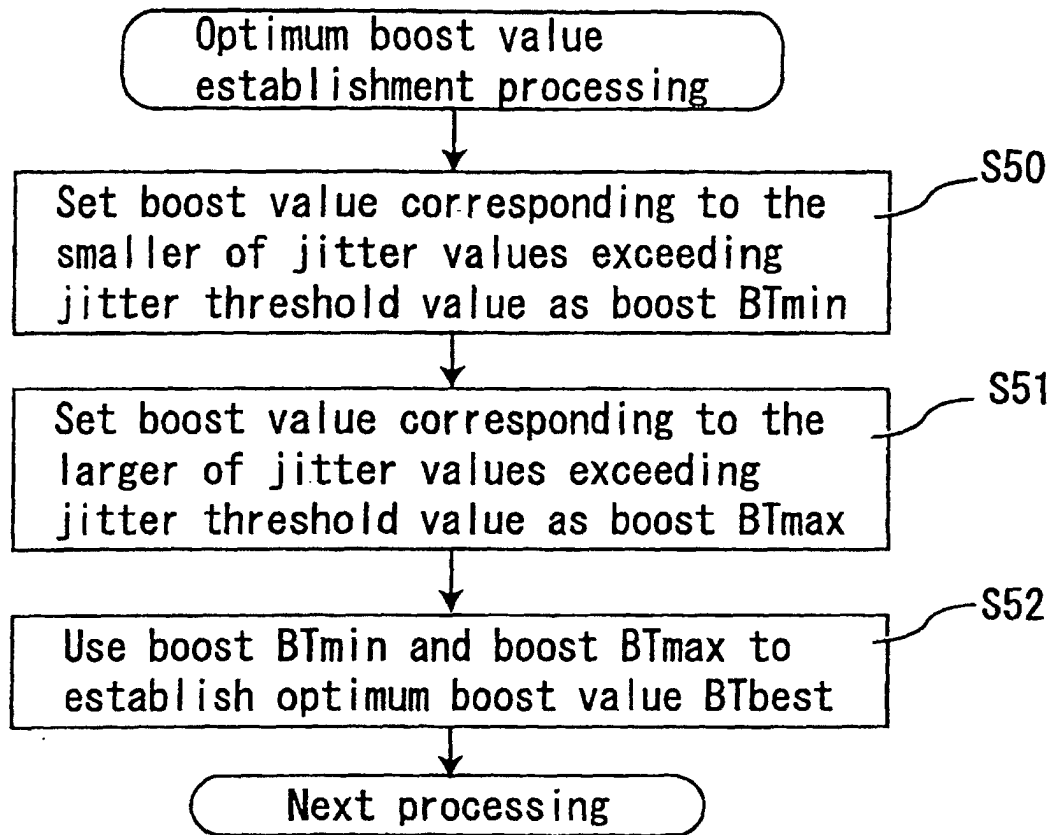 Optimum boost value
establishment processing
S50
Set boost value corresponding to the
smaller of jitter values exceeding
jitter threshold value as boost BTmin
S51
Set boost value corresponding to the
larger of jitter values exceeding
jitter threshold value as boost BTmax
S52
Use boost BTmin and boost BTmax to
establish optimum boost value BTbest
Next processing